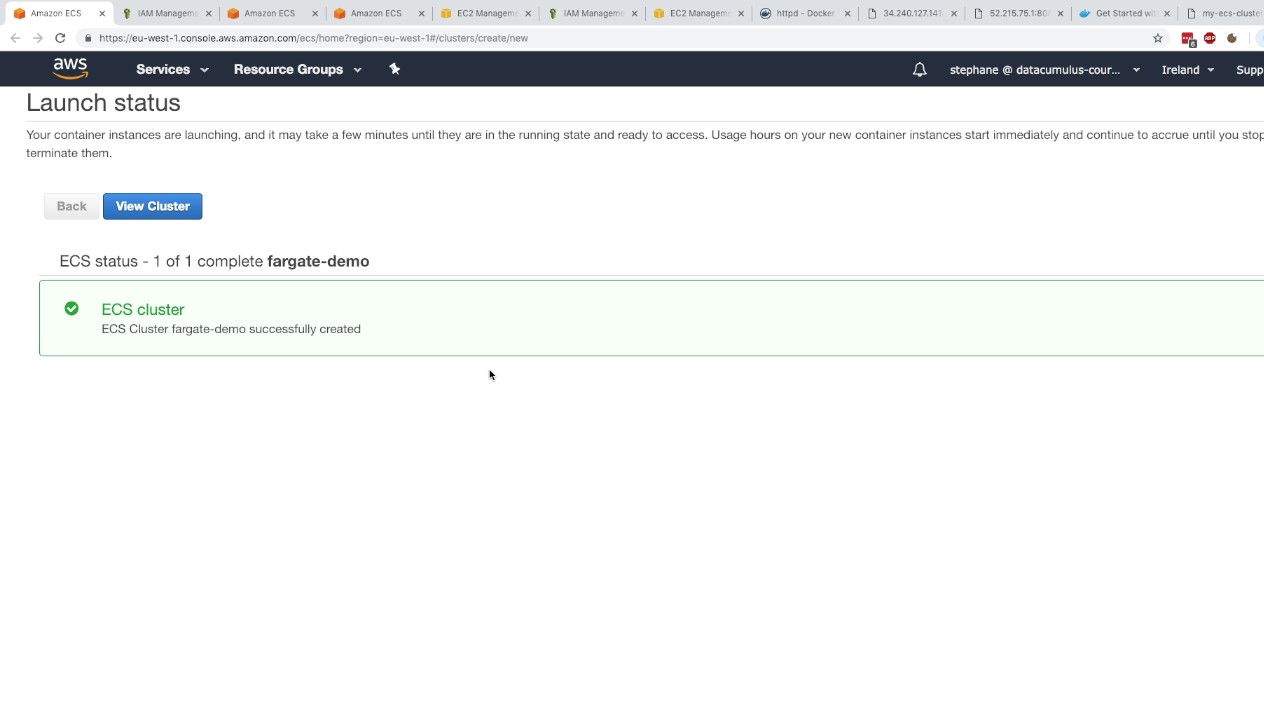 Amazon ECS
IAM Manageme
Amazon ECS
Amazon ECS
EC2 Manageme
IAM Manageme
EC2 Manageme
httpd - Docker
34.240.127.141
52.215.75.1:80
Get Started wit
my-ecs-cluster
https://eu-west-1.console.aws.amazon.com/ecs/home?region=eu-west-1#/clusters/create/new
ABP
aws
Services
Resource Groups
stephane @ datacumulus-cour...
Ireland
Supp
Launch status
Your container instances are launching, and it may take a few minutes until they are in the running state and ready to access. Usage hours on your new container instances start immediately and continue to accrue until you stop
terminate them.
Back
View Cluster
ECS status - 1 of 1 complete fargate-demo
ECS cluster
ECS Cluster fargate-demo successfully created